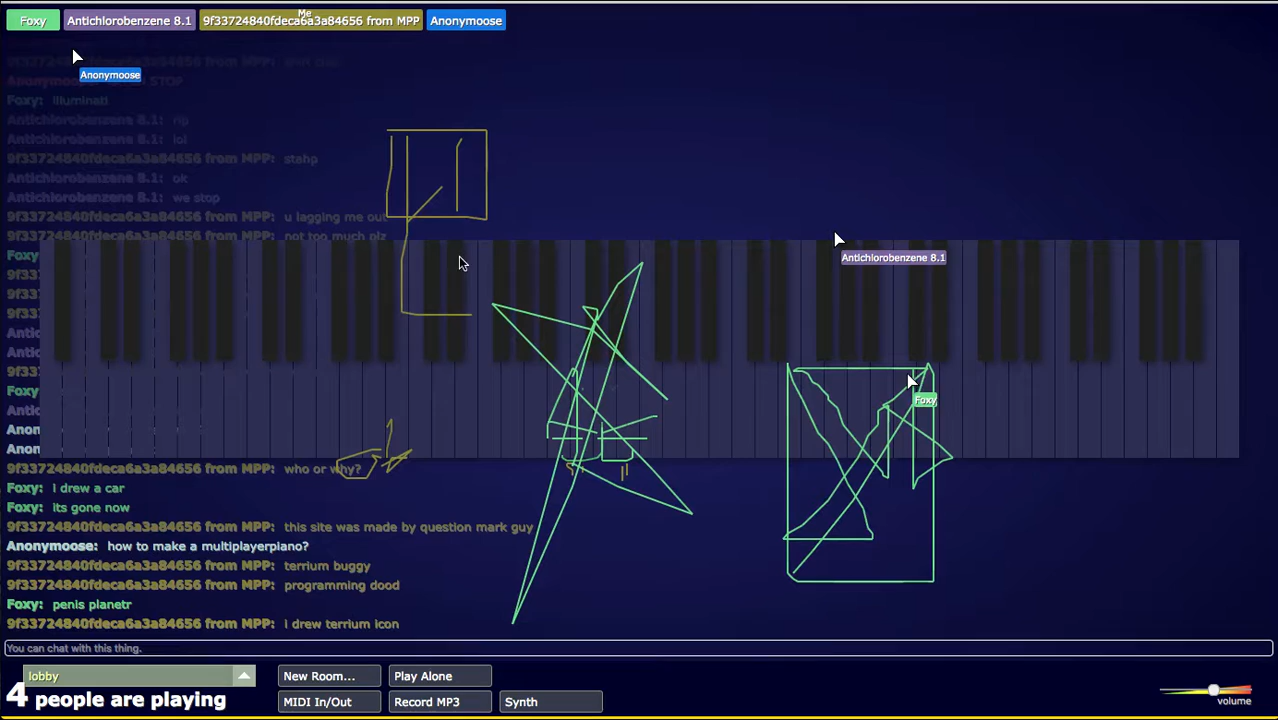 Foxy
Antichlorobenzene 8.1
9f33724840fdeca6a3a84656 from MPP
Me
Anonymoose
Anonymoose
STOP
Foxy: illuminati
Antichlorobenzene 8.1: rip
Antichlorobenzene 8.1: lol
9f33724840fdeca6a3a84656 from MPP: stahp
Antichlorobenzene 8.1: ok
Antichlorobenzene 8.1: we stop
9f33724840fdeca6a3a84656 from MPP: u lagging me out
9f33724840fdeca6a3a84656 from MPP: not too much plz
Antichlorobenzene 8.1
Foxy
9f33724840fdeca6a3a84656 from MPP: who or why?
Foxy: I drew a car
Foxy: its gone now
9f33724840fdeca6a3a84656 from MPP: this site was made by question mark guy
Anonymoose: how to make a multiplayerpiano?
9f33724840fdeca6a3a84656 from MPP: terrium buggy
9f33724840fdeca6a3a84656 from MPP: programming dood
Foxy: penis planetr
9f33724840fdeca6a3a84656 from MPP: I drew terrium icon
You can chat with this thing.
lobby
New Room...
Play Alone
4 people are playing
MIDI In/Out
Record MP3
Synth
volume